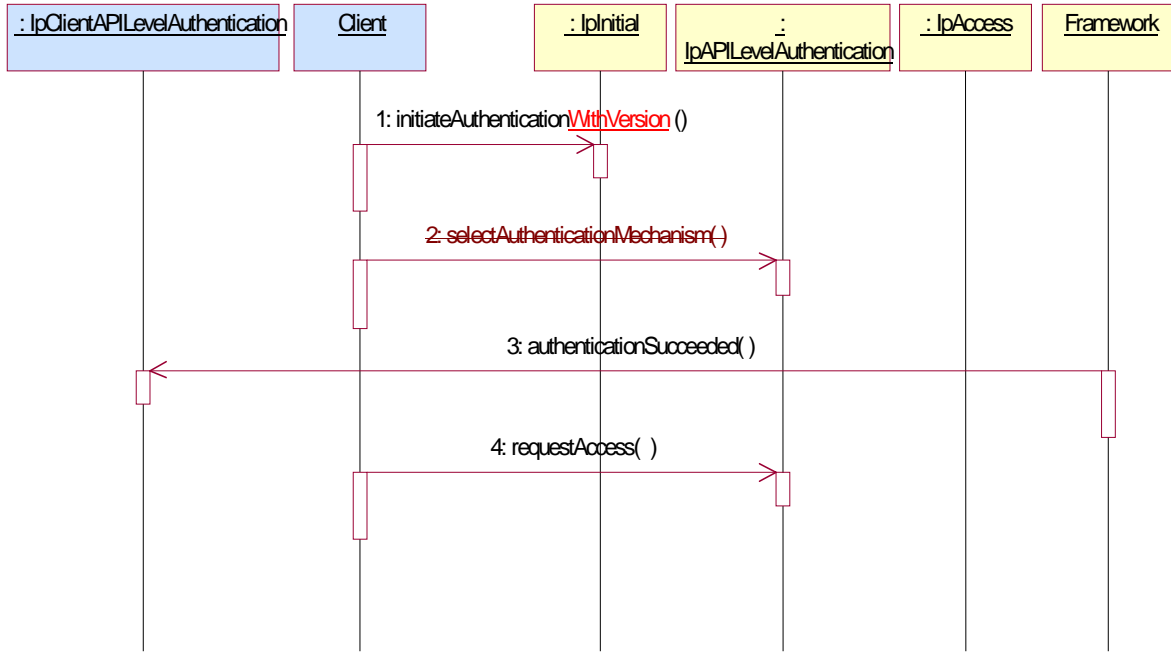 : IpClientAPILevelAuthentication
Client
: IpInitial
:
IpAPILevelAuthentication
: IpAccess
Framework
1: initiateAuthenticationWithVersion ()
2: selectAuthenticationMechanism( )
3: authenticationSucceeded( )
4: requestAccess( )